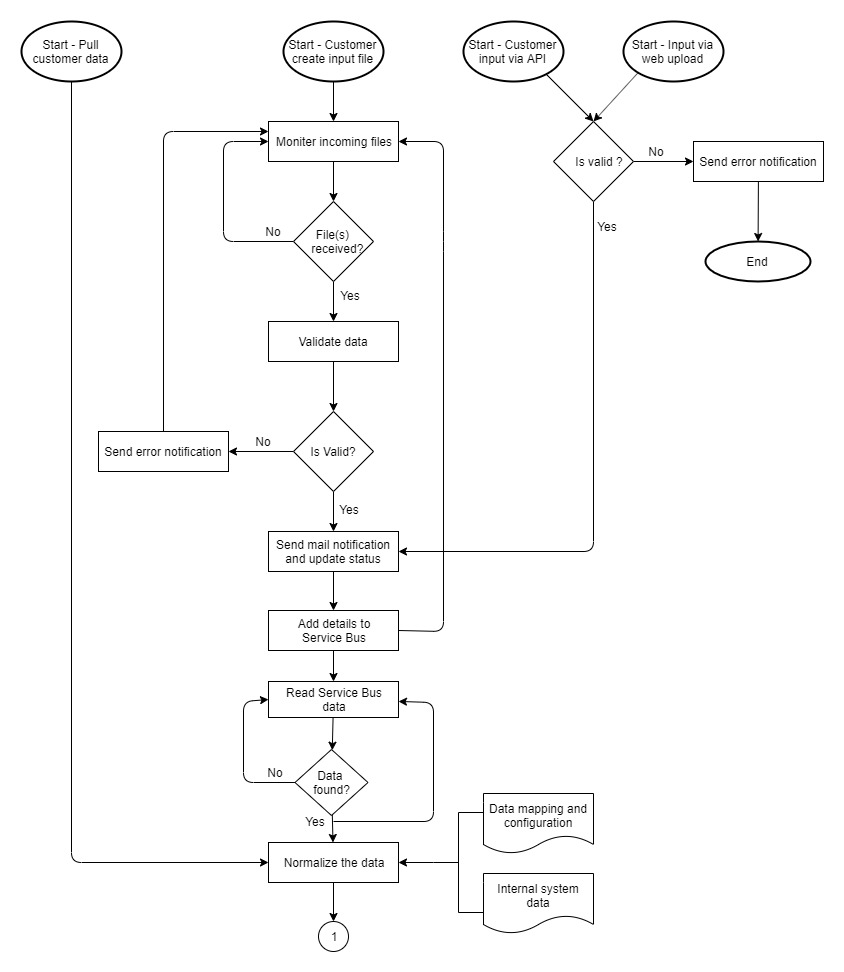 Start - Pull
customer data
Start - Customer
create input file
Start - Customer
input via API
Start - Input via
web upload
Moniter incoming files
Is valid ?
No
Send error notification
Yes
End
File(s)
received?
No
Yes
Validate data
Is Valid?
No
Send error notification
Yes
Send mail notification
and update status
Add details to
Service Bus
Read Service Bus
data
Data
found?
No
Yes
Data mapping and
configuration
Normalize the data
Internal system
data
1